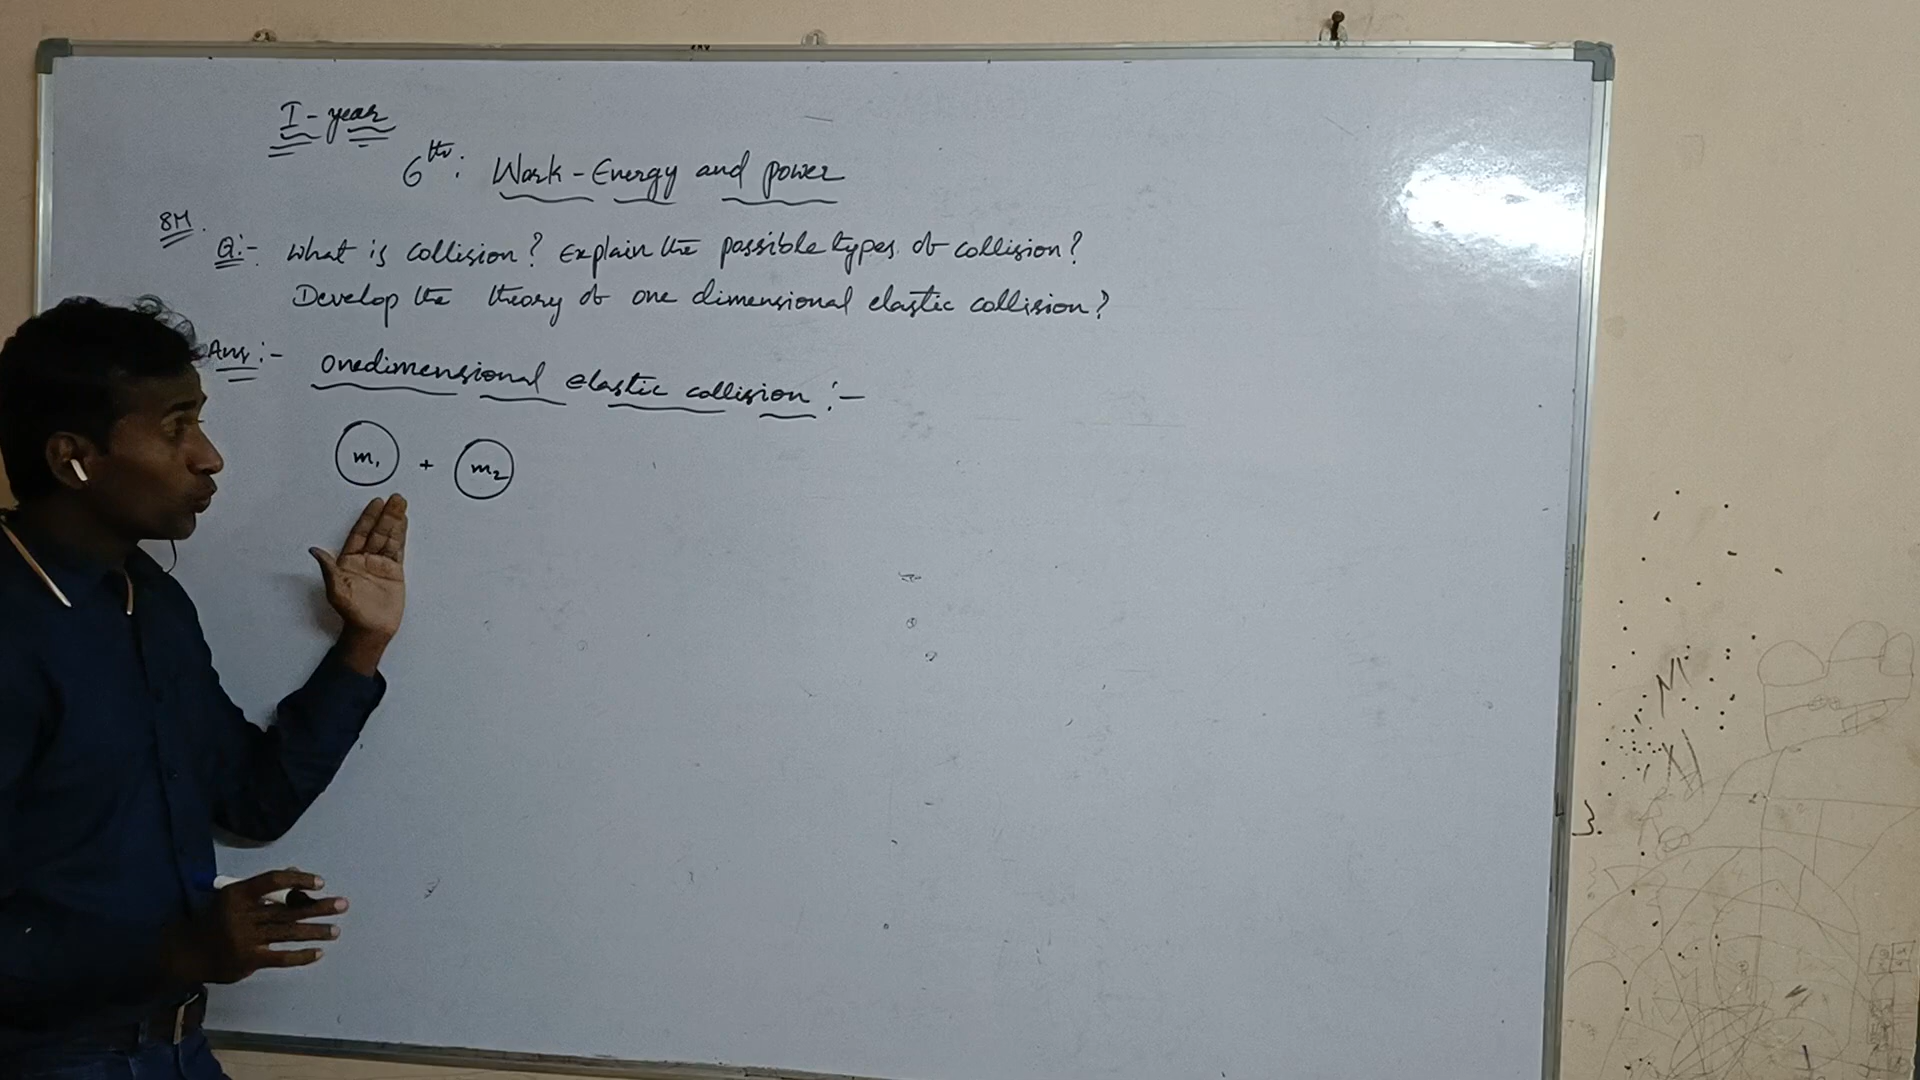 I - year
6th : Work - Energy and power
8M.
Q:- What is collision? Explain the possible types of collision?
Develop the theory of one dimensional elastic collision?
Ans:- onedimensional elastic collision :-
m1 + m2